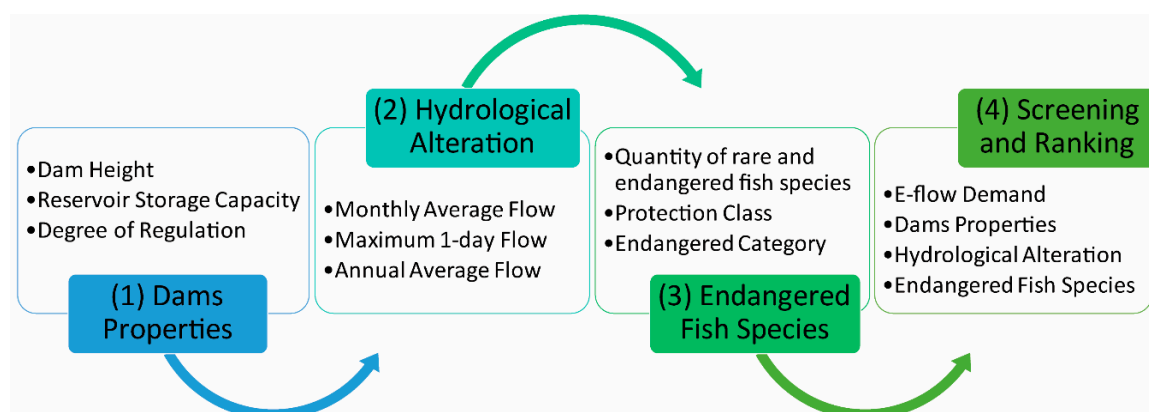 •Dam Height
•Reservoir Storage Capacity
•Degree of Regulation
(1) Dams
Properties
(2) Hydrological
Alteration
•Monthly Average Flow
•Maximum 1-day Flow
•Annual Average Flow
•Quantity of rare and
endangered fish species
•Protection Class
•Endangered Category
(3) Endangered
Fish Species
(4) Screening
and Ranking
•E-flow Demand
•Dams Properties
•Hydrological Alteration
•Endangered Fish Species